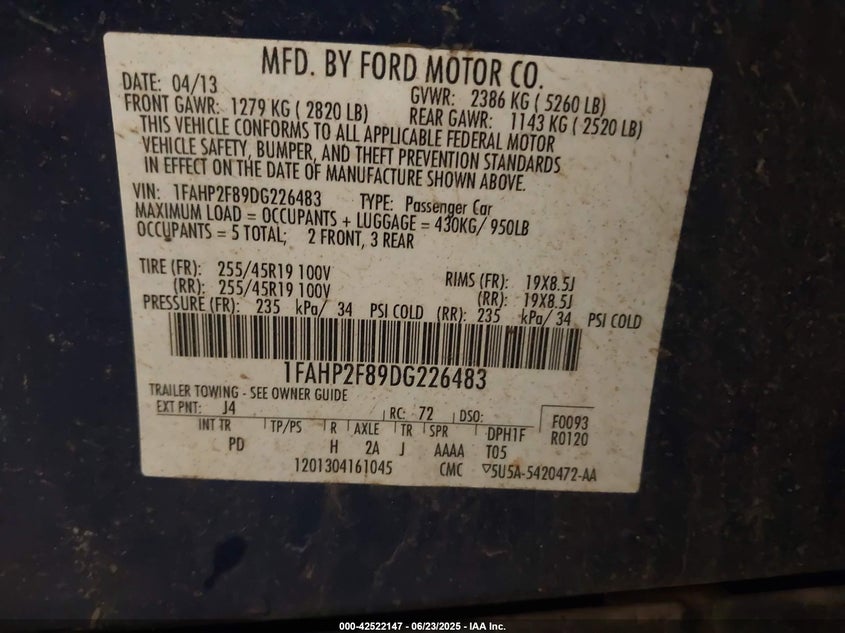 MFD. BY FORD MOTOR CO.
DATE: 04/13 GVWR: 2386 KG ( 5260 LB)
FRONT GAWR: 1279 KG ( 2820 LB) REAR GAWR: 1143 KG ( 2520 LB)
THIS VEHICLE CONFORMS TO ALL APPLICABLE FEDERAL MOTOR
VEHICLE SAFETY, BUMPER, AND THEFT PREVENTION STANDARDS
IN EFFECT ON THE DATE OF MANUFACTURE SHOWN ABOVE.
VIN: 1FAHP2F89DG226483 TYPE: Passenger Car
MAXIMUM LOAD = OCCUPANTS + LUGGAGE = 430KG/ 950LB
OCCUPANTS = 5 TOTAL; 2 FRONT, 3 REAR
TIRE (FR): 255/45R19 100V RIMS (FR): 19X8.5J
(RR): 255/45R19 100V (RR): 19X8.5J
PRESSURE (FR): 235 kPa/ 34 PSI COLD (RR): 235 kPa/ 34 PSI COLD
1FAHP2F89DG226483
TRAILER TOWING - SEE OWNER GUIDE
EXT PNT: J4 RC: 72 DSO: F0093
INT TR TP/PS R AXLE TR SPR DPH1F R0120
PD H 2A J AAAA T05
1201304161045 CMC ▽5U5A-5420472-AA
000-42522147 - 06/23/2025 - IAA Inc.